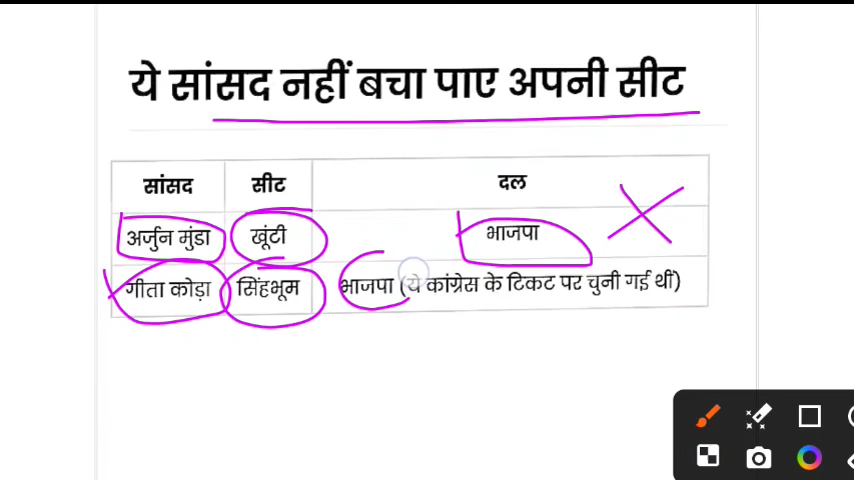 ये सांसद नहीं बचा पाए अपनी सीट
सांसद सीट दल
अर्जुन मुंडा खूंटी भाजपा
गीता कोड़ा सिंहभूम भाजपा (ये कांग्रेस के टिकट पर चुनी गई थीं)